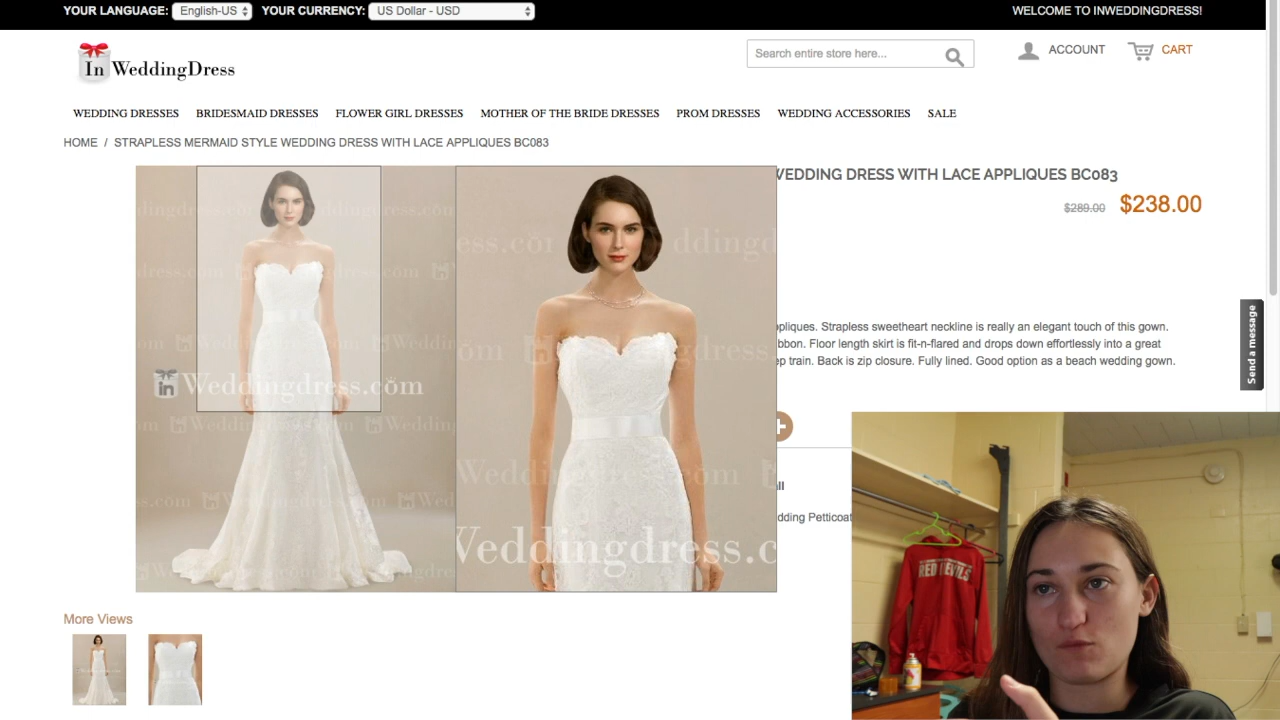 YOUR LANGUAGE: English-US YOUR CURRENCY: US Dollar - USD WELCOME TO INWEDDINGDRESS!
In WeddingDress
Search entire store here...
ACCOUNT
CART
WEDDING DRESSES BRIDESMAID DRESSES FLOWER GIRL DRESSES MOTHER OF THE BRIDE DRESSES PROM DRESSES WEDDING ACCESSORIES SALE
HOME / STRAPLESS MERMAID STYLE WEDDING DRESS WITH LACE APPLIQUES BC083
WEDDING DRESS WITH LACE APPLIQUES BC083
$289.00 $238.00
ppliques. Strapless sweetheart neckline is really an elegant touch of this gown.
bbon. Floor length skirt is fit-n-flared and drops down effortlessly into a great
ep train. Back is zip closure. Fully lined. Good option as a beach wedding gown.
Send a message
in Weddingdress.com
Weddingdress.c
dding Petticoat
RED DEVILS
More Views